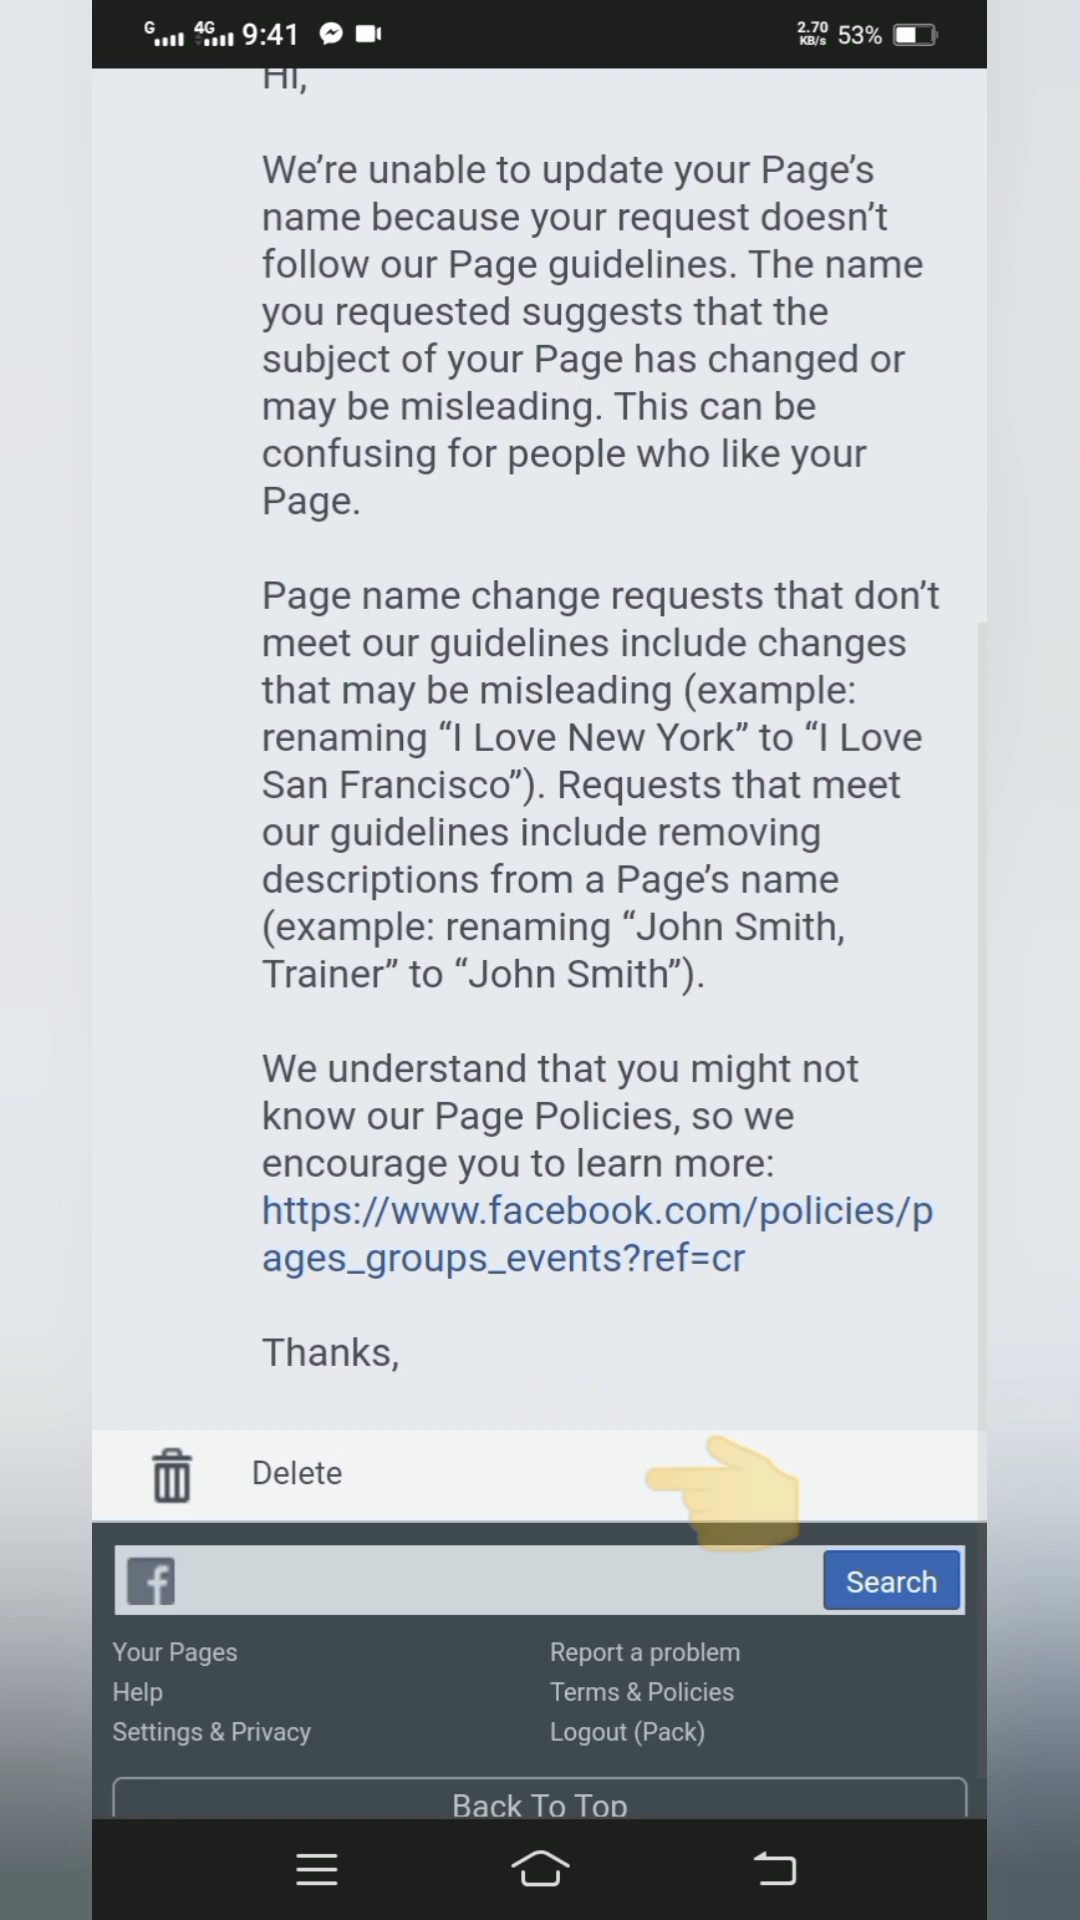 G 4G 9:41 2.70 KB/s 53%
Hi,
We’re unable to update your Page’s
name because your request doesn’t
follow our Page guidelines. The name
you requested suggests that the
subject of your Page has changed or
may be misleading. This can be
confusing for people who like your
Page.
Page name change requests that don’t
meet our guidelines include changes
that may be misleading (example:
renaming “I Love New York” to “I Love
San Francisco”). Requests that meet
our guidelines include removing
descriptions from a Page’s name
(example: renaming “John Smith,
Trainer” to “John Smith”).
We understand that you might not
know our Page Policies, so we
encourage you to learn more:
https://www.facebook.com/policies/p
ages_groups_events?ref=cr
Thanks,
Delete
f
Search
Your Pages
Report a problem
Help
Terms & Policies
Settings & Privacy
Logout (Pack)
Back To Top